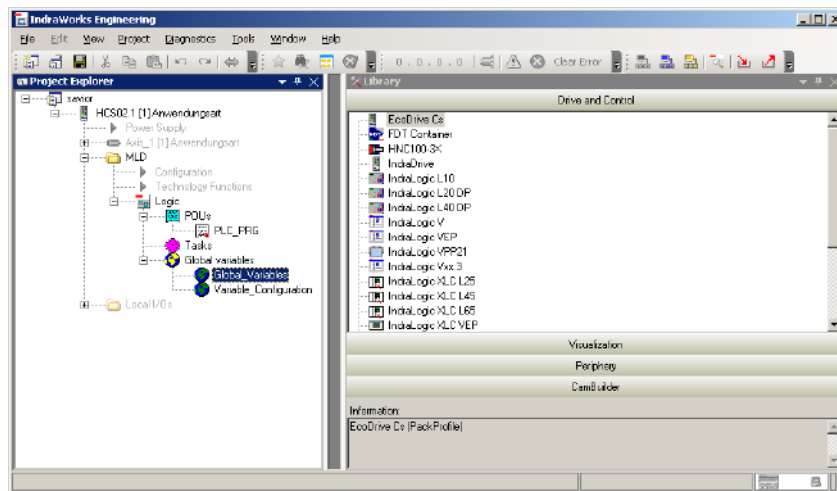 IndraWorks Engineering
File Edit View Project Diagnostics Tools Window Help
0.0.0.0 Clear Error
Project Explorer
savior
HCS02.1 [1] Anwendungsart
Power Supply
Axis_1 [1] Anwendungsart
MLD
Configuration
Technology Functions
Logic
POUs
PLC_PRG
Tasks
Global variables
Global_Variables
Variable_Configuration
Local I/Os
Library
Drive and Control
EcoDrive Cs
FDT Container
HNC100-3X
IndraDrive
IndraLogic L10
IndraLogic L20 DP
IndraLogic L40 DP
IndraLogic V
IndraLogic VEP
IndraLogic VPP21
IndraLogic Vxx 3
IndraLogic XLC L25
IndraLogic XLC L45
IndraLogic XLC L65
IndraLogic XLC VEP
Visualization
Periphery
CamBuilder
Information:
EcoDrive Cs (PackProfile)